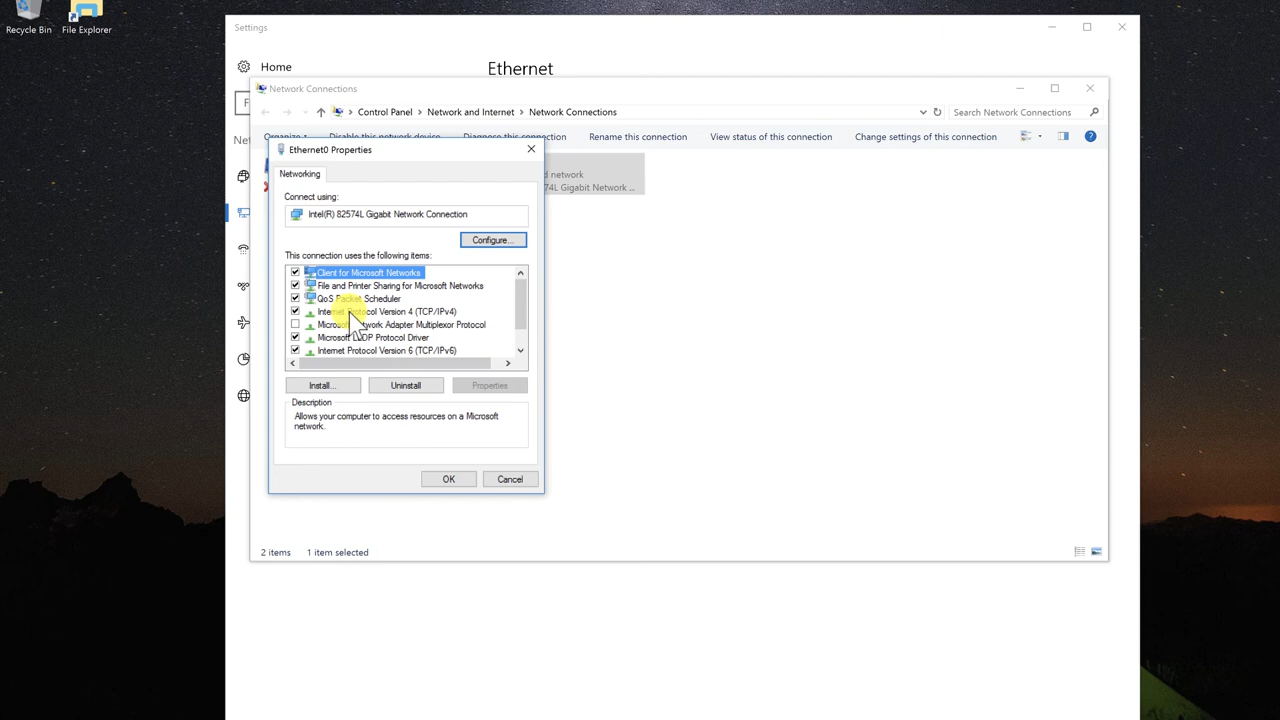 Recycle Bin
File Explorer
Settings
Home
Ethernet
Network Connections
Control Panel > Network and Internet > Network Connections
Search Network Connections
Organize
Disable this network device
Diagnose this connection
Rename this connection
View status of this connection
Change settings of this connection
Ethernet0 Properties
Networking
Connect using:
Intel(R) 82574L Gigabit Network Connection
Configure...
This connection uses the following items:
Client for Microsoft Networks
File and Printer Sharing for Microsoft Networks
QoS Packet Scheduler
Internet Protocol Version 4 (TCP/IPv4)
Microsoft Network Adapter Multiplexor Protocol
Microsoft LLDP Protocol Driver
Internet Protocol Version 6 (TCP/IPv6)
Install...
Uninstall
Properties
Description
Allows your computer to access resources on a Microsoft
network.
OK
Cancel
network
74L Gigabit Network ...
2 items
1 item selected